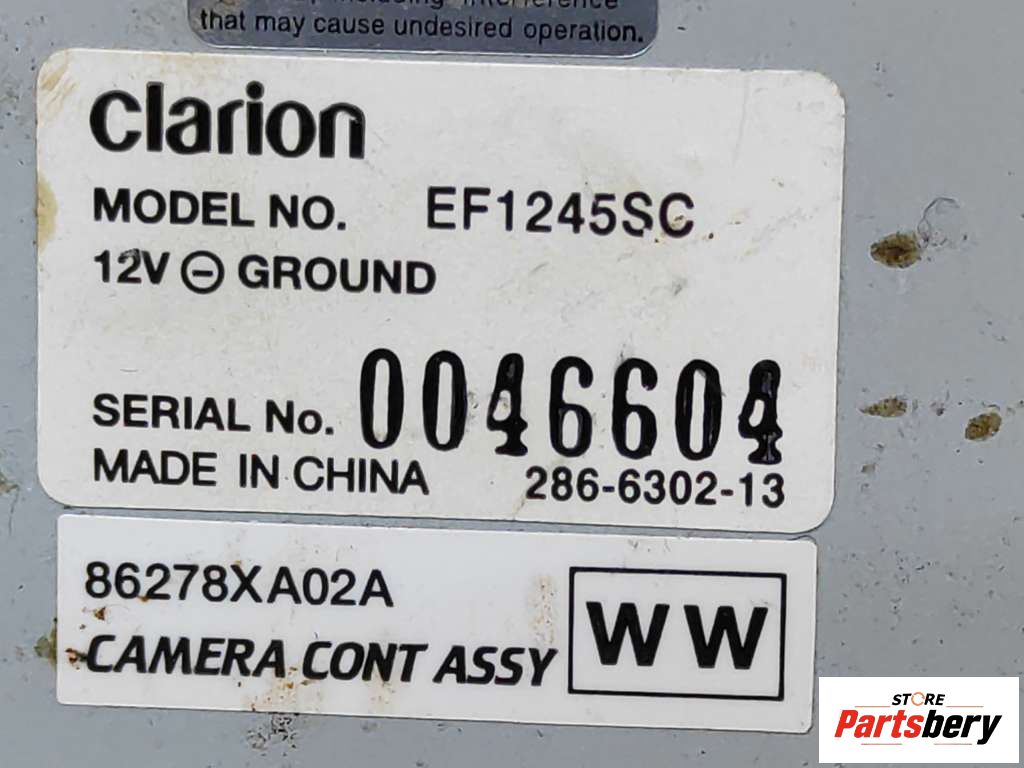 interference
that may cause undesired operation.
clarion
MODEL NO. EF1245SC
12V ⊖ GROUND
SERIAL No. 0046604
MADE IN CHINA 286-6302-13
86278XA02A
CAMERA CONT ASSY
WW
STORE
Partsbery